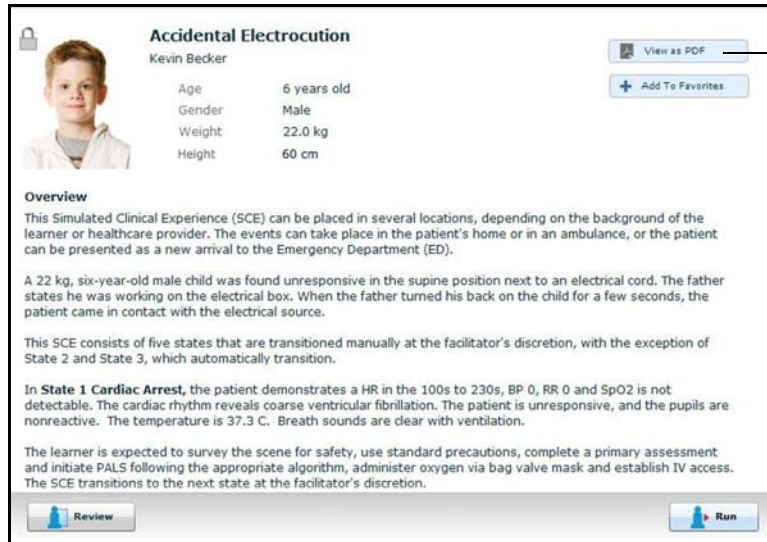 Accidental Electrocution
Kevin Becker
Age 6 years old
Gender Male
Weight 22.0 kg
Height 60 cm
View as PDF
Add To Favorites
Overview
This Simulated Clinical Experience (SCE) can be placed in several locations, depending on the background of the
learner or healthcare provider. The events can take place in the patient's home or in an ambulance, or the patient
can be presented as a new arrival to the Emergency Department (ED).
A 22 kg, six-year-old male child was found unresponsive in the supine position next to an electrical cord. The father
states he was working on the electrical box. When the father turned his back on the child for a few seconds, the
patient came in contact with the electrical source.
This SCE consists of five states that are transitioned manually at the facilitator's discretion, with the exception of
State 2 and State 3, which automatically transition.
In State 1 Cardiac Arrest, the patient demonstrates a HR in the 100s to 230s, BP 0, RR 0 and SpO2 is not
detectable. The cardiac rhythm reveals coarse ventricular fibrillation. The patient is unresponsive, and the pupils are
nonreactive. The temperature is 37.3 C. Breath sounds are clear with ventilation.
The learner is expected to survey the scene for safety, use standard precautions, complete a primary assessment
and initiate PALS following the appropriate algorithm, administer oxygen via bag valve mask and establish IV access.
The SCE transitions to the next state at the facilitator's discretion.
Review
Run